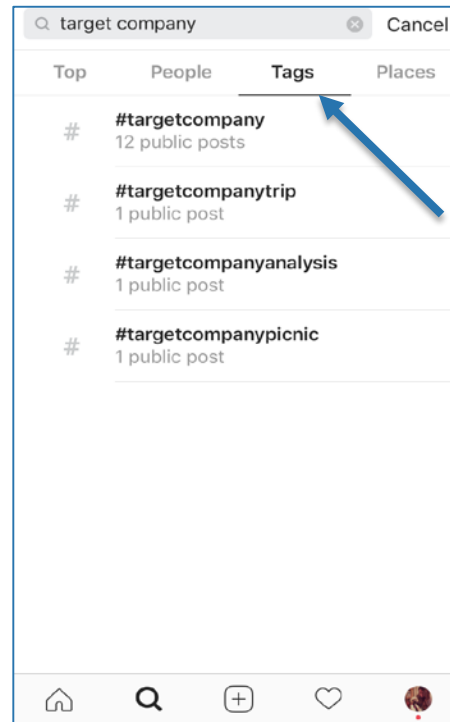 target company Cancel
Top People Tags Places
# #targetcompany
12 public posts
# #targetcompanytrip
1 public post
# #targetcompanyanalysis
1 public post
# #targetcompanypicnic
1 public post